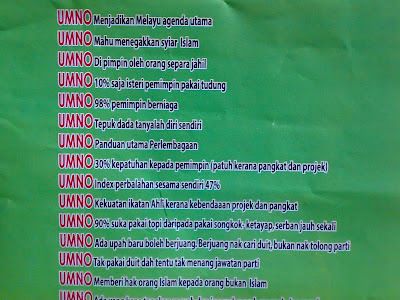 UMNO Menjadikan Melayu agenda utama
UMNO Mahu menegakkan syiar Islam
UMNO Di pimpin oleh orang separa jahil
UMNO 10% saja isteri pemimpin pakai tudung
UMNO 98% pemimpin berniaga
UMNO Tepuk dada tanyalah diri sendiri
UMNO Panduan utama Perlembagaan
UMNO 30% kepatuhan kepada pemimpin (patuh kerana pangkat dan projek)
UMNO Index perbalahan sesama sendiri 47%
UMNO Kekuatan ikatan Ahli kerana kebendaaan projek dan pangkat
UMNO 90% suka pakai topi daripada pakai songkok, ketayap, serban jauh sekali
UMNO Ada upah baru boleh berjuang. Berjuang nak cari duit, bukan nak tolong parti
UMNO Tak pakai duit dah tentu tak menang jawatan parti
UMNO Memberi hak orang Islam kepada orang bukan Islam
UMNO